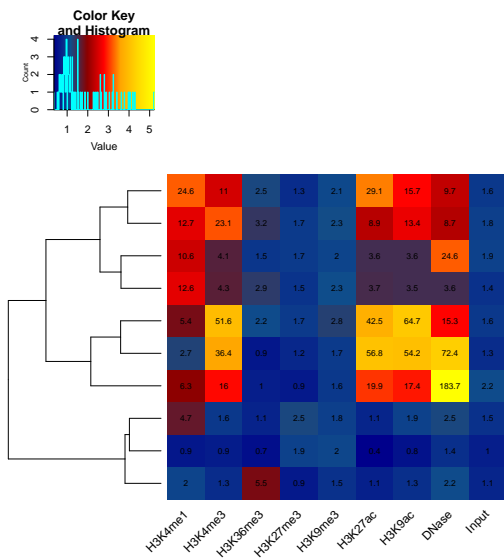 Color Key
and Histogram
Count
0 1 2 3 4
1 2 3 4 5
Value
24.6 11 2.5 1.3 2.1 29.1 15.7 9.7 1.6
12.7 23.1 3.2 1.7 2.3 8.9 13.4 8.7 1.8
10.6 4.1 1.5 1.7 2 3.6 3.6 24.6 1.9
12.6 4.3 2.9 1.5 2.3 3.7 3.5 3.6 1.4
5.4 51.6 2.2 1.7 2.8 42.5 64.7 15.3 1.6
2.7 36.4 0.9 1.2 1.7 56.8 54.2 72.4 1.3
6.3 16 1 0.9 1.6 19.9 17.4 183.7 2.2
4.7 1.6 1.1 2.5 1.8 1.1 1.9 2.5 1.5
0.9 0.9 0.7 1.9 2 0.8 1.4 1
2 1.3 5.5 0.9 1.6 1.1 1.3 2.2 1.1
H3K4me1 H3K4me3 H3K36me3 H3K27me3 H3K9me3 H3K27ac H3K9ac DNase Input